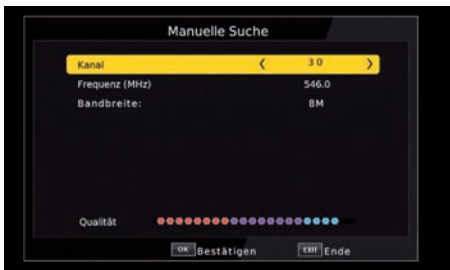 Manuelle Suche
Kanal < 30 >
Frequenz (MHz) 546.0
Bandbreite: 8M
Qualität
OK Bestätigen EXIT Ende